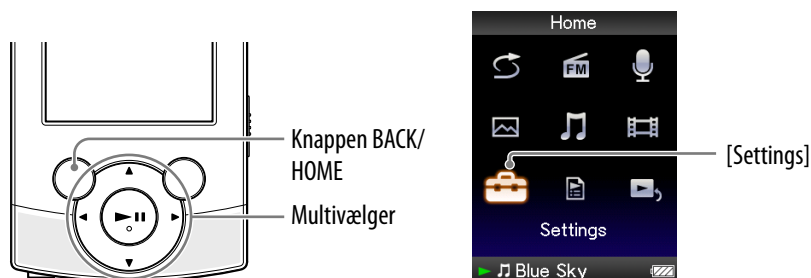 Home
FM
Knappen BACK/
HOME
[Settings]
Multivælger
Settings
Blue Sky